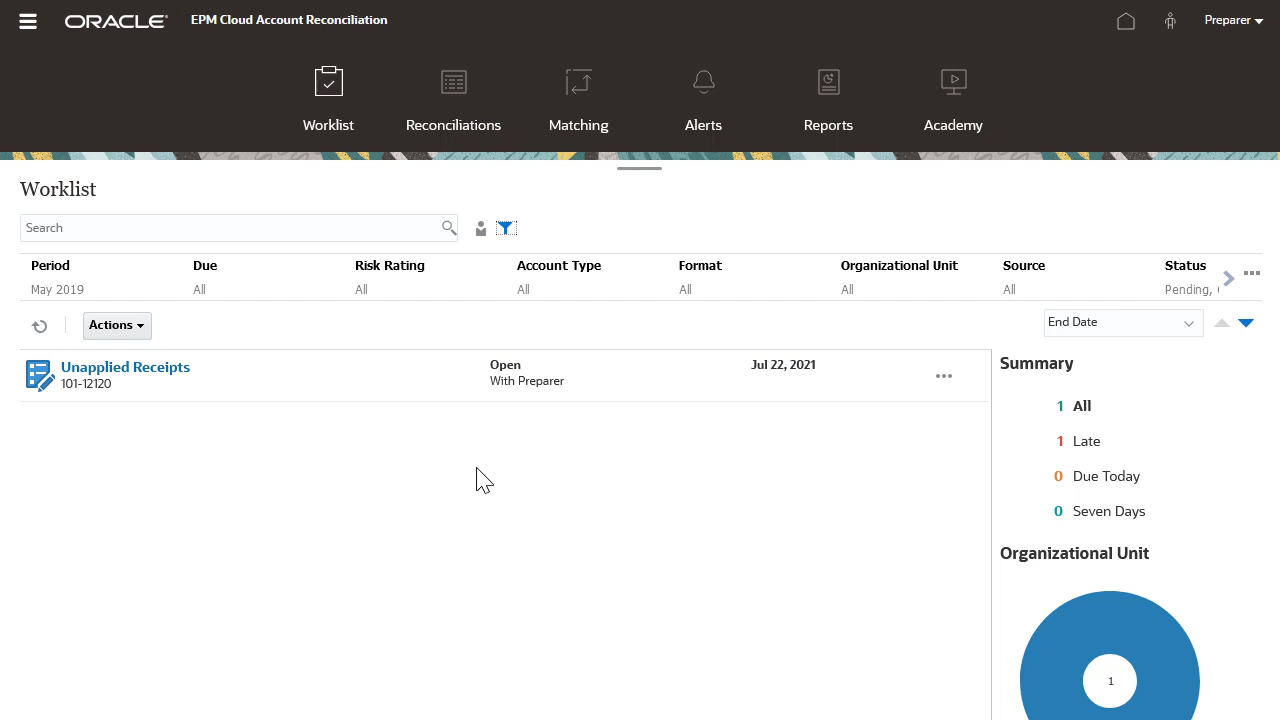 ORACLE EPM Cloud Account Reconciliation Preparer
Worklist Reconciliations Matching Alerts Reports Academy
Worklist
Search
Period Due Risk Rating Account Type Format Organizational Unit Source Status
May 2019 All All All All All All Pending,
Actions End Date
Unapplied Receipts Open Jul 22, 2021
101-12120 With Preparer
Summary
1 All
1 Late
0 Due Today
0 Seven Days
Organizational Unit
1